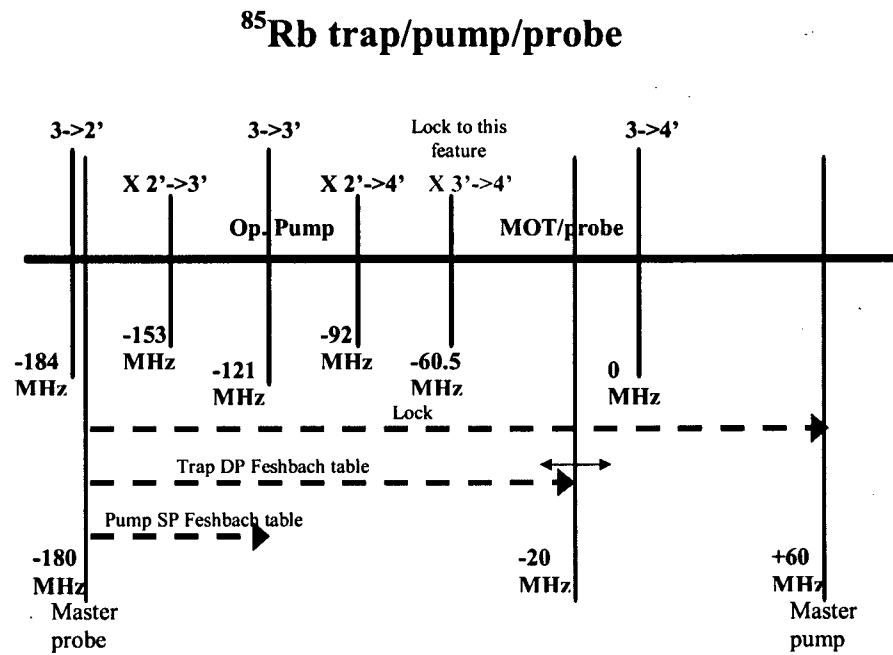 ⁸⁵Rb trap/pump/probe
3->2'
3->3'
Lock to this
feature
3->4'
X 2'->3'
X 2'->4'
X 3'->4'
Op. Pump
MOT/probe
-184
MHz
-153
MHz
-121
MHz
-92
MHz
-60.5
MHz
0
MHz
Lock
Trap DP Feshbach table
Pump SP Feshbach table
-180
MHz
-20
MHz
+60
MHz
Master
probe
Master
pump